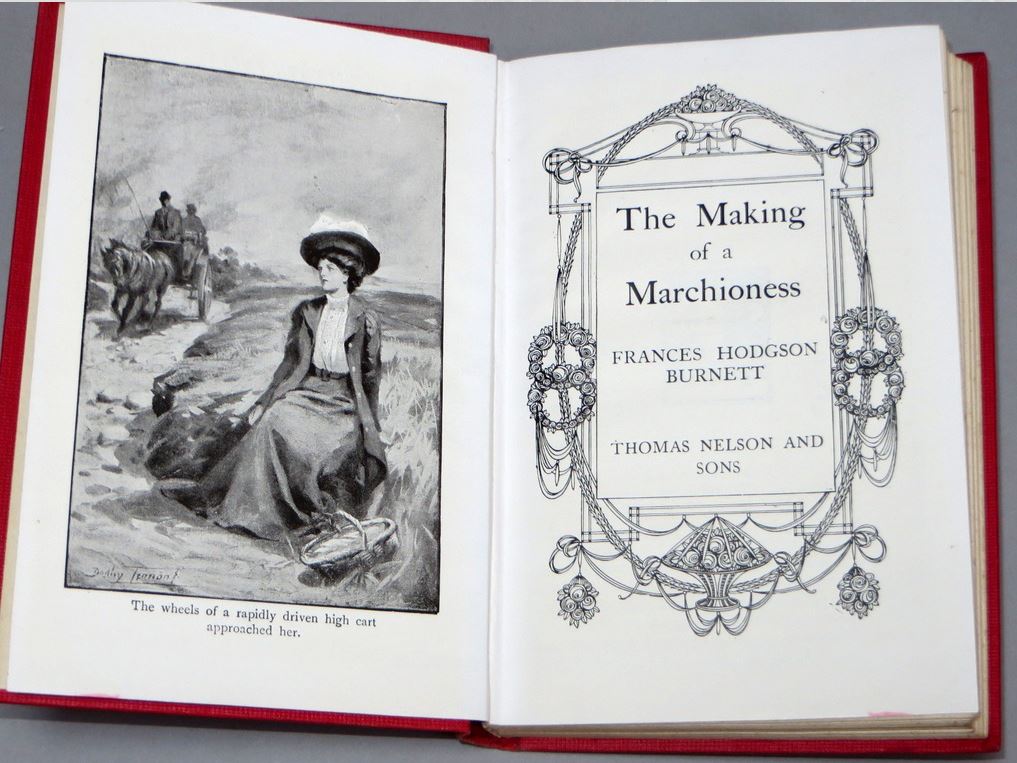 The wheels of a rapidly driven high cart
approached her.
The Making
of a
Marchioness
FRANCES HODGSON
BURNETT
THOMAS NELSON AND
SONS